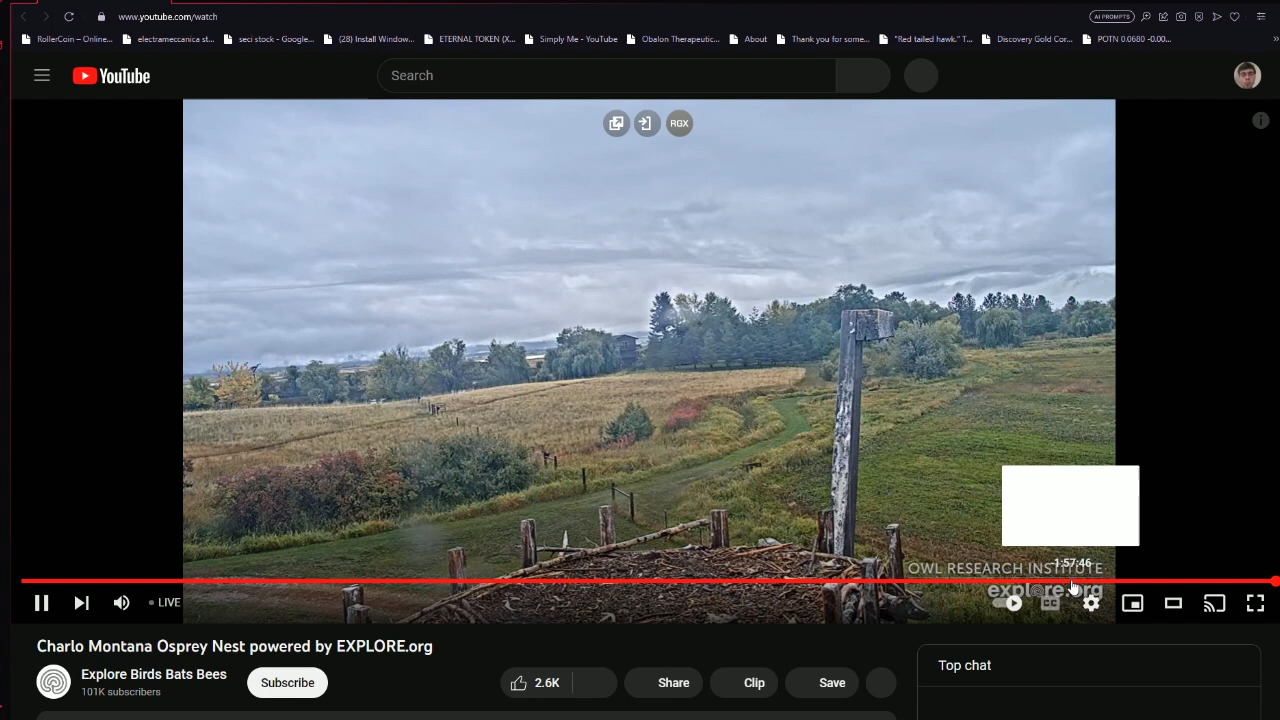 www.youtube.com/watch
AI PROMPTS
RollerCoin – Online...
electrameccanica st...
seci stock - Google...
(28) Install Window...
ETERNAL TOKEN (X...
Simply Me - YouTube
Obalon Therapeutic...
About
Thank you for some...
"Red tailed hawk." T...
Discovery Gold Cor...
POTN 0.0680 -0.00...
YouTube
Search
RGX
1:57:46
OWL RESEARCH INSTITUTE
explore.org
LIVE
Charlo Montana Osprey Nest powered by EXPLORE.org
Explore Birds Bats Bees
101K subscribers
Subscribe
2.6K
Share
Clip
Save
Top chat